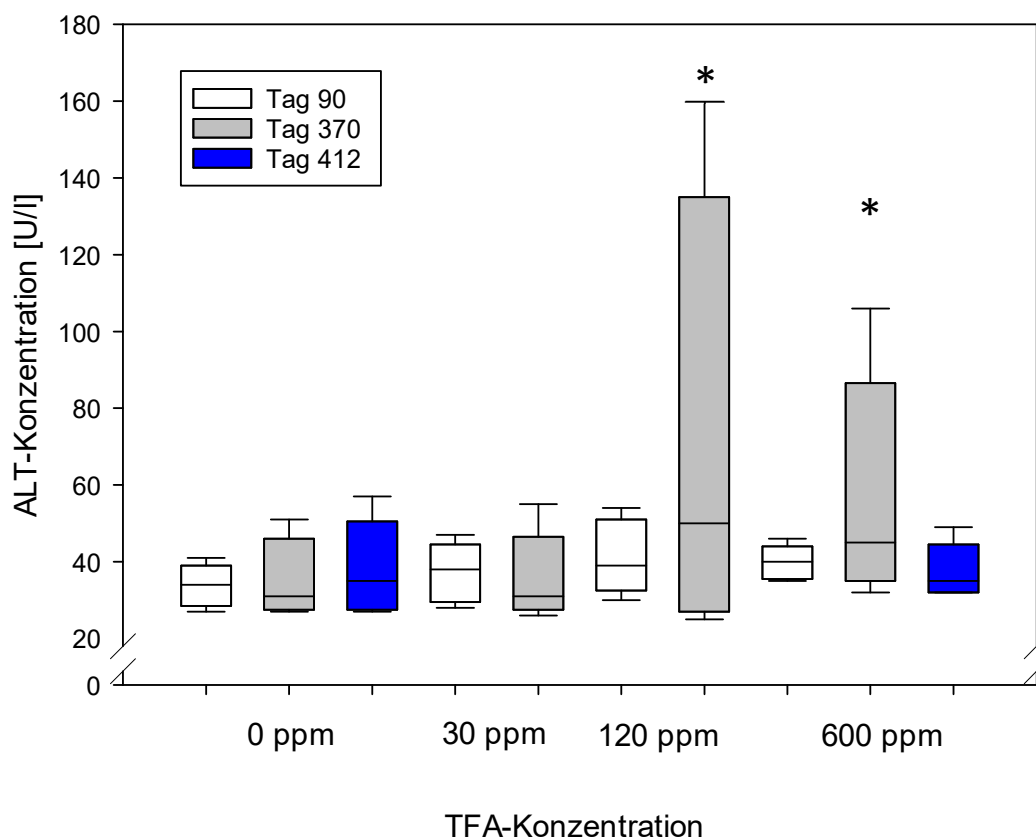 180
160
140
120
100
80
60
40
20
0
ALT-Konzentration [U/l]
Tag 90
Tag 370
Tag 412
*
*
0 ppm 30 ppm 120 ppm 600 ppm
TFA-Konzentration